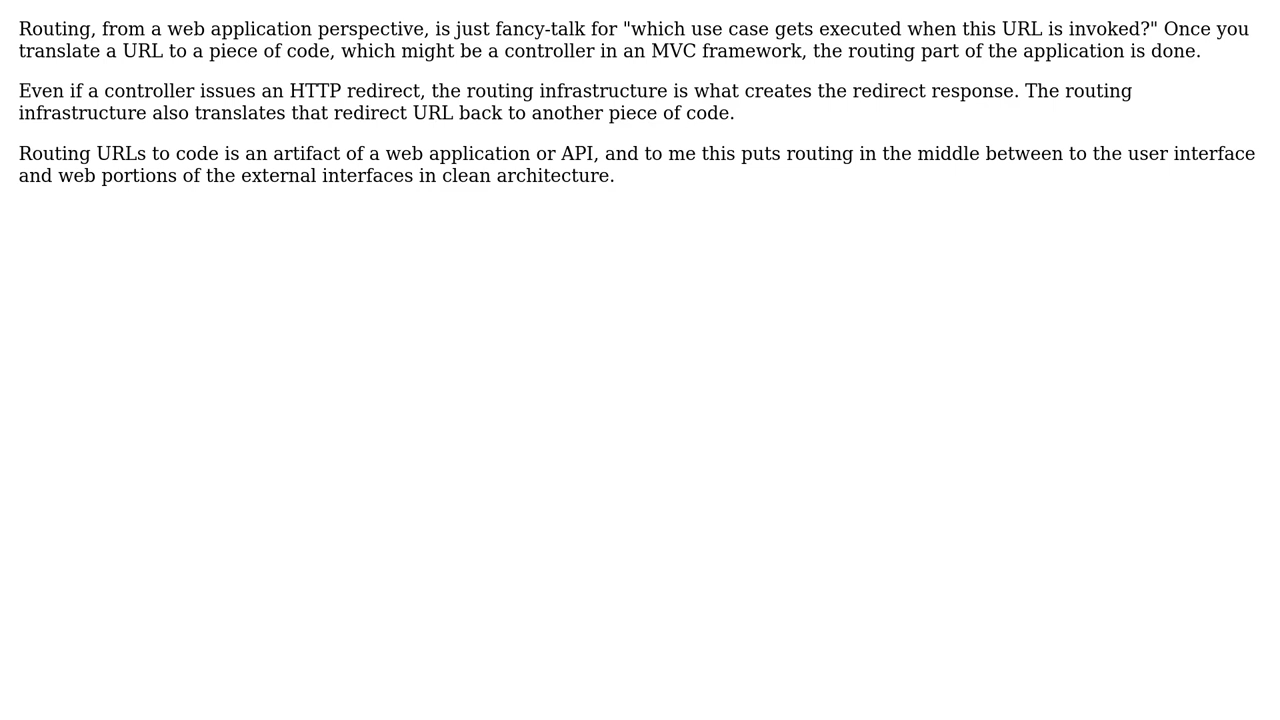 Routing, from a web application perspective, is just fancy-talk for "which use case gets executed when this URL is invoked?" Once you
translate a URL to a piece of code, which might be a controller in an MVC framework, the routing part of the application is done.
Even if a controller issues an HTTP redirect, the routing infrastructure is what creates the redirect response. The routing
infrastructure also translates that redirect URL back to another piece of code.
Routing URLs to code is an artifact of a web application or API, and to me this puts routing in the middle between to the user interface
and web portions of the external interfaces in clean architecture.